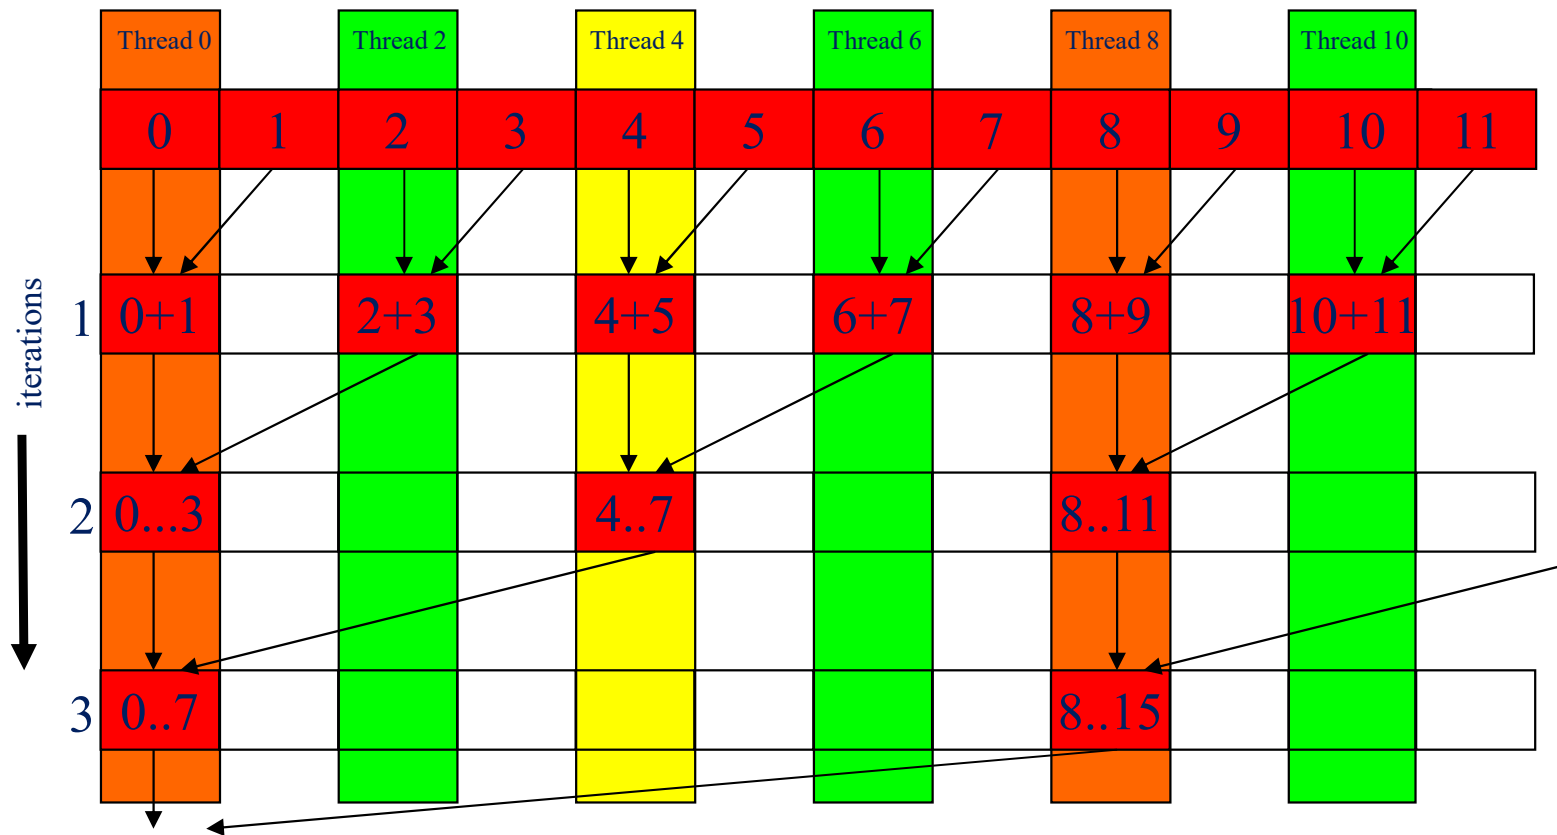 Thread 0 Thread 2 Thread 4 Thread 6 Thread 8 Thread 10
0 1 2 3 4 5 6 7 8 9 10 11
iterations
1 0+1 2+3 4+5 6+7 8+9 10+11
2 0...3 4..7 8..11
3 0..7 8..15